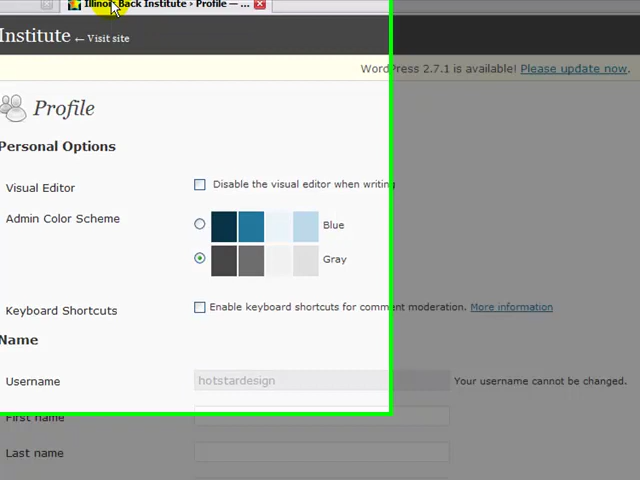 Illinois Back Institute › Profile — ...
Institute ← Visit site
WordPress 2.7.1 is available! Please update now.
Profile
Personal Options
Visual Editor
Disable the visual editor when writing
Admin Color Scheme
Blue
Gray
Keyboard Shortcuts
Enable keyboard shortcuts for comment moderation. More information
Name
Username
hotstardesign
Your username cannot be changed.
First name
Last name